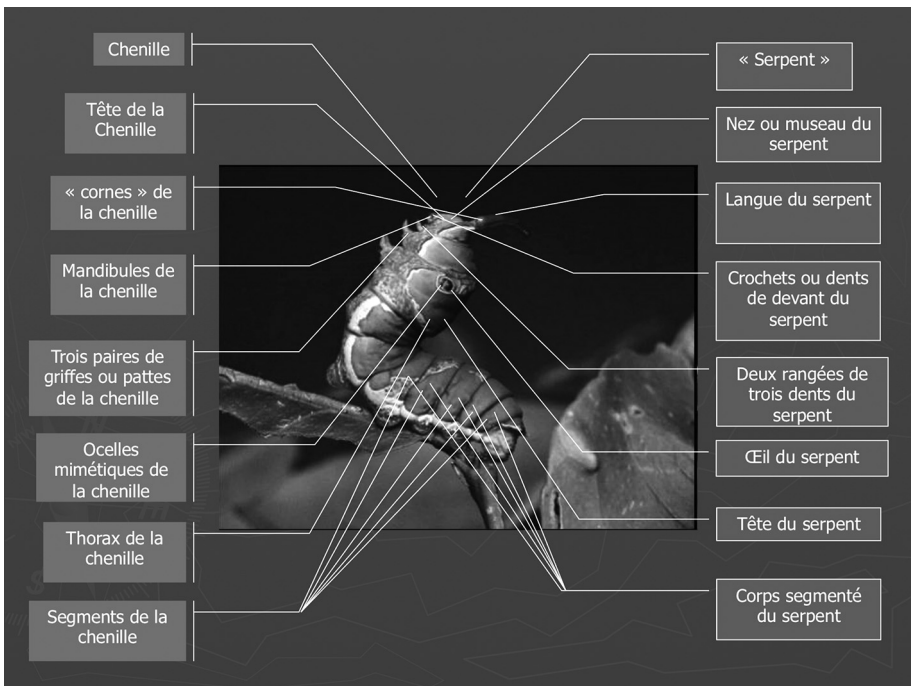 Chenille
Tête de la
Chenille
« cornes » de
la chenille
Mandibules de
la chenille
Trois paires de
griffes ou pattes
de la chenille
Ocelles
mimétiques de
la chenille
Thorax de la
chenille
Segments de la
chenille
« Serpent »
Nez ou museau du
serpent
Langue du serpent
Crochets ou dents
de devant du
serpent
Deux rangées de
trois dents du
serpent
Œil du serpent
Tête du serpent
Corps segmenté
du serpent